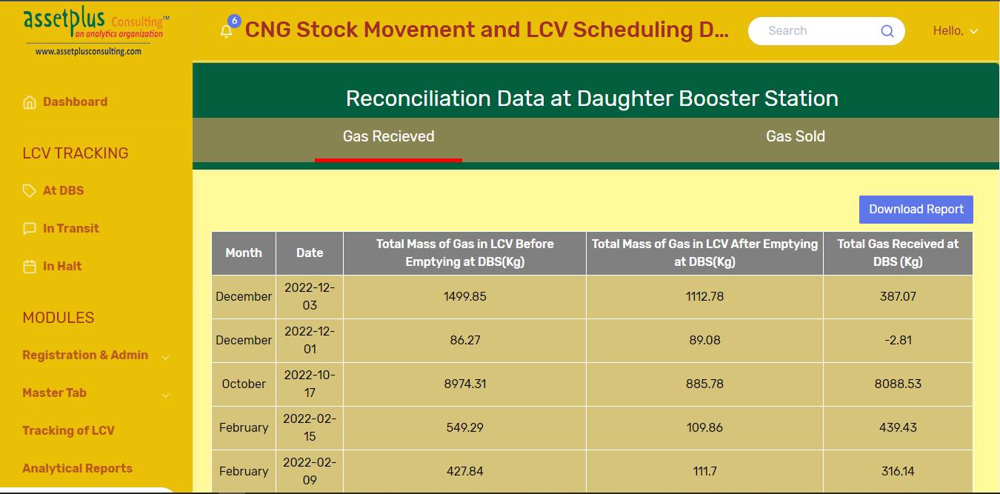 assetplus Consulting™
an analytics organization
www.assetplusconsulting.com
6
CNG Stock Movement and LCV Scheduling D...
Search
Hello,
Dashboard
LCV TRACKING
At DBS
In Transit
In Halt
MODULES
Registration & Admin
Master Tab
Tracking of LCV
Analytical Reports
Reconciliation Data at Daughter Booster Station
Gas Recieved
Gas Sold
Download Report
Month
Date
Total Mass of Gas in LCV Before
Emptying at DBS(Kg)
Total Mass of Gas in LCV After Emptying
at DBS(Kg)
Total Gas Received at
DBS (Kg)
December
2022-12-
03
1499.85
1112.78
387.07
December
2022-12-
01
86.27
89.08
-2.81
October
2022-10-
17
8974.31
885.78
8088.53
February
2022-02-
15
549.29
109.86
439.43
February
2022-02-
09
427.84
111.7
316.14